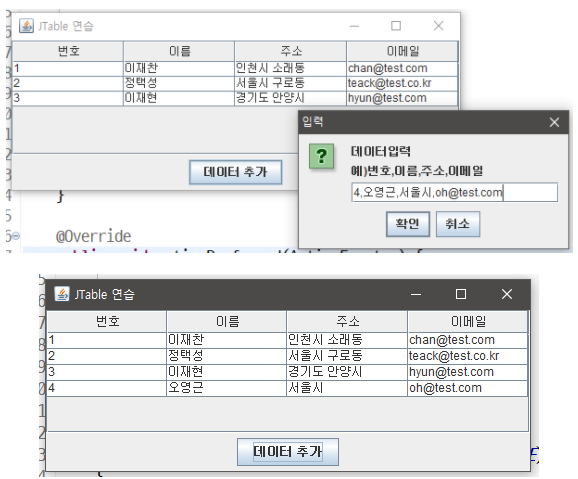 JTable 연습
번호 이름 주소 이메일
1 이재찬 인천시 소래동 chan@test.com
2 정택성 서울시 구로동 teack@test.co.kr
3 이재현 경기도 안양시 hyun@test.com
데이터 추가
입력
데이터입력
예)번호,이름,주소,이메일
4,오영근,서울시,oh@test.com
확인 취소
}
@Override
JTable 연습
번호 이름 주소 이메일
1 이재찬 인천시 소래동 chan@test.com
2 정택성 서울시 구로동 teack@test.co.kr
3 이재현 경기도 안양시 hyun@test.com
4 오영근 서울시 oh@test.com
데이터 추가